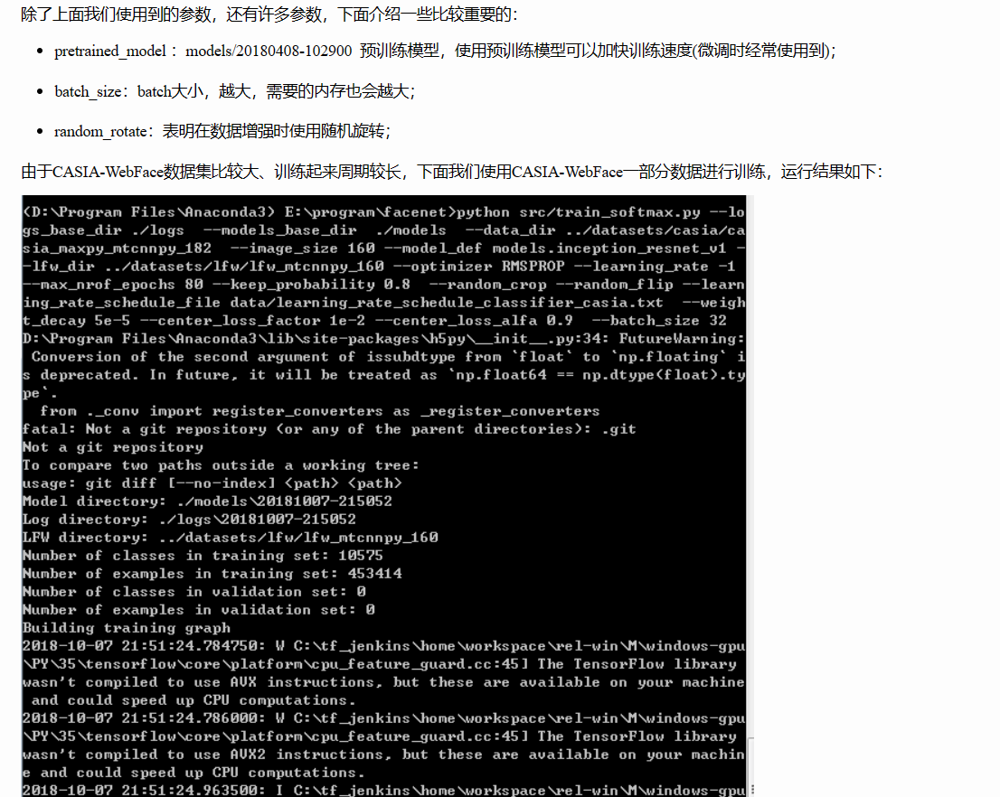 除了上面我们使用到的参数，还有许多参数，下面介绍一些比较重要的：
• pretrained_model： models/20180408-102900 预训练模型，使用预训练模型可以加快训练速度(微调时经常使用到)；
• batch_size：batch大小，越大，需要的内存也会越大；
• random_rotate：表明在数据增强时使用随机旋转；
由于CASIA-WebFace数据集比较大、训练起来周期较长，下面我们使用CASIA-WebFace一部分数据进行训练，运行结果如下：
(D:\Program Files\Anaconda3) E:\program\facenet>python src/train_softmax.py --lo
gs_base_dir ./logs  --models_base_dir  ./models  --data_dir ../datasets/casia/ca
sia_maxpy_mtcnnpy_182  --image_size 160 --model_def models.inception_resnet_v1 -
-lfw_dir ../datasets/lfw/lfw_mtcnnpy_160 --optimizer RMSPROP --learning_rate -1
--max_nrof_epochs 80 --keep_probability 0.8  --random_crop --random_flip --learn
ing_rate_schedule_file data/learning_rate_schedule_classifier_casia.txt  --weigh
t_decay 5e-5 --center_loss_factor 1e-2 --center_loss_alfa 0.9  --batch_size 32
D:\Program Files\Anaconda3\lib\site-packages\h5py\__init__.py:34: FutureWarning:
 Conversion of the second argument of issubdtype from `float` to `np.floating` i
s deprecated. In future, it will be treated as `np.float64 == np.dtype(float).ty
pe`.
  from ._conv import register_converters as _register_converters
fatal: Not a git repository (or any of the parent directories): .git
Not a git repository
To compare two paths outside a working tree:
usage: git diff [--no-index] <path> <path>
Model directory: ./models\20181007-215052
Log directory: ./logs\20181007-215052
LFW directory: ../datasets/lfw/lfw_mtcnnpy_160
Number of classes in training set: 10575
Number of examples in training set: 453414
Number of classes in validation set: 0
Number of examples in validation set: 0
Building training graph
2018-10-07 21:51:24.784750: W C:\tf_jenkins\home\workspace\rel-win\M\windows-gpu
\PY\35\tensorflow\core\platform\cpu_feature_guard.cc:45] The TensorFlow library
wasn't compiled to use AVX instructions, but these are available on your machine
 and could speed up CPU computations.
2018-10-07 21:51:24.786000: W C:\tf_jenkins\home\workspace\rel-win\M\windows-gpu
\PY\35\tensorflow\core\platform\cpu_feature_guard.cc:45] The TensorFlow library
wasn't compiled to use AVX2 instructions, but these are available on your machin
e and could speed up CPU computations.
2018-10-07 21:51:24.963500: I C:\tf_jenkins\home\workspace\rel-win\M\windows-gpu